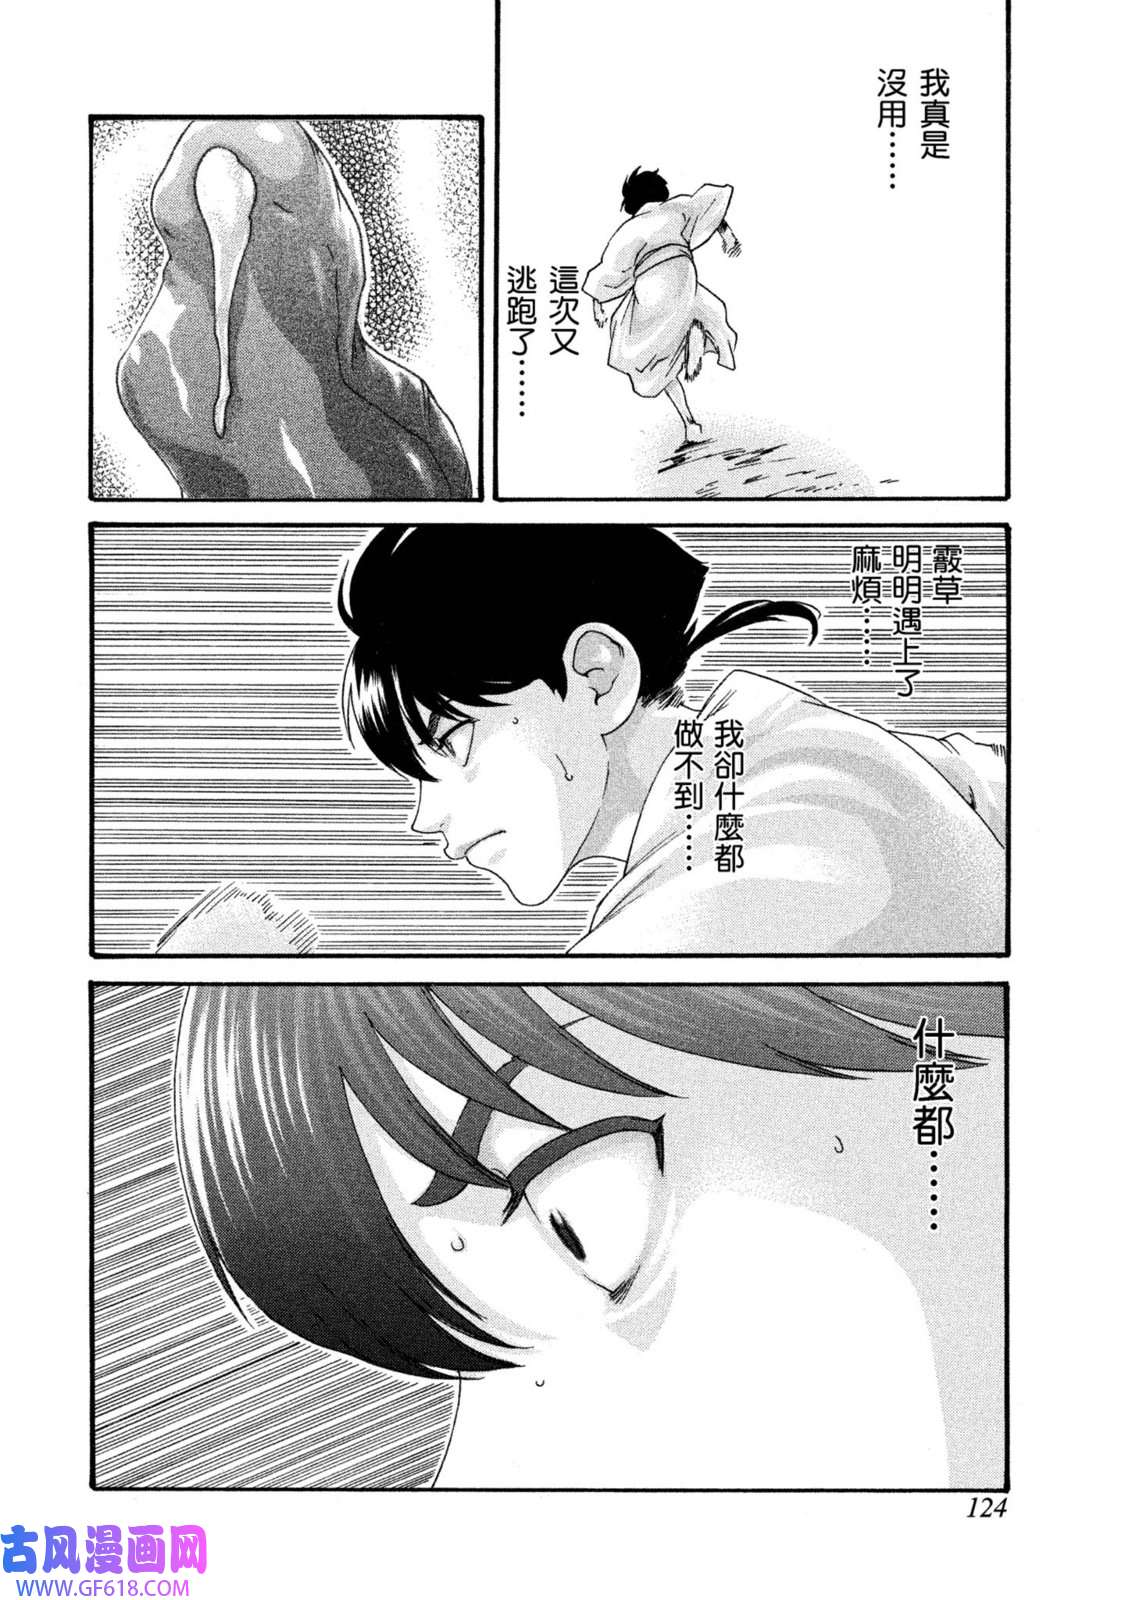 我真是
沒用……
這次又
逃跑了……
霰草
明明遇上了
麻煩……
我卻什麼都
做不到……
什麼都……
124
古风漫画网
WWW.GF618.COM